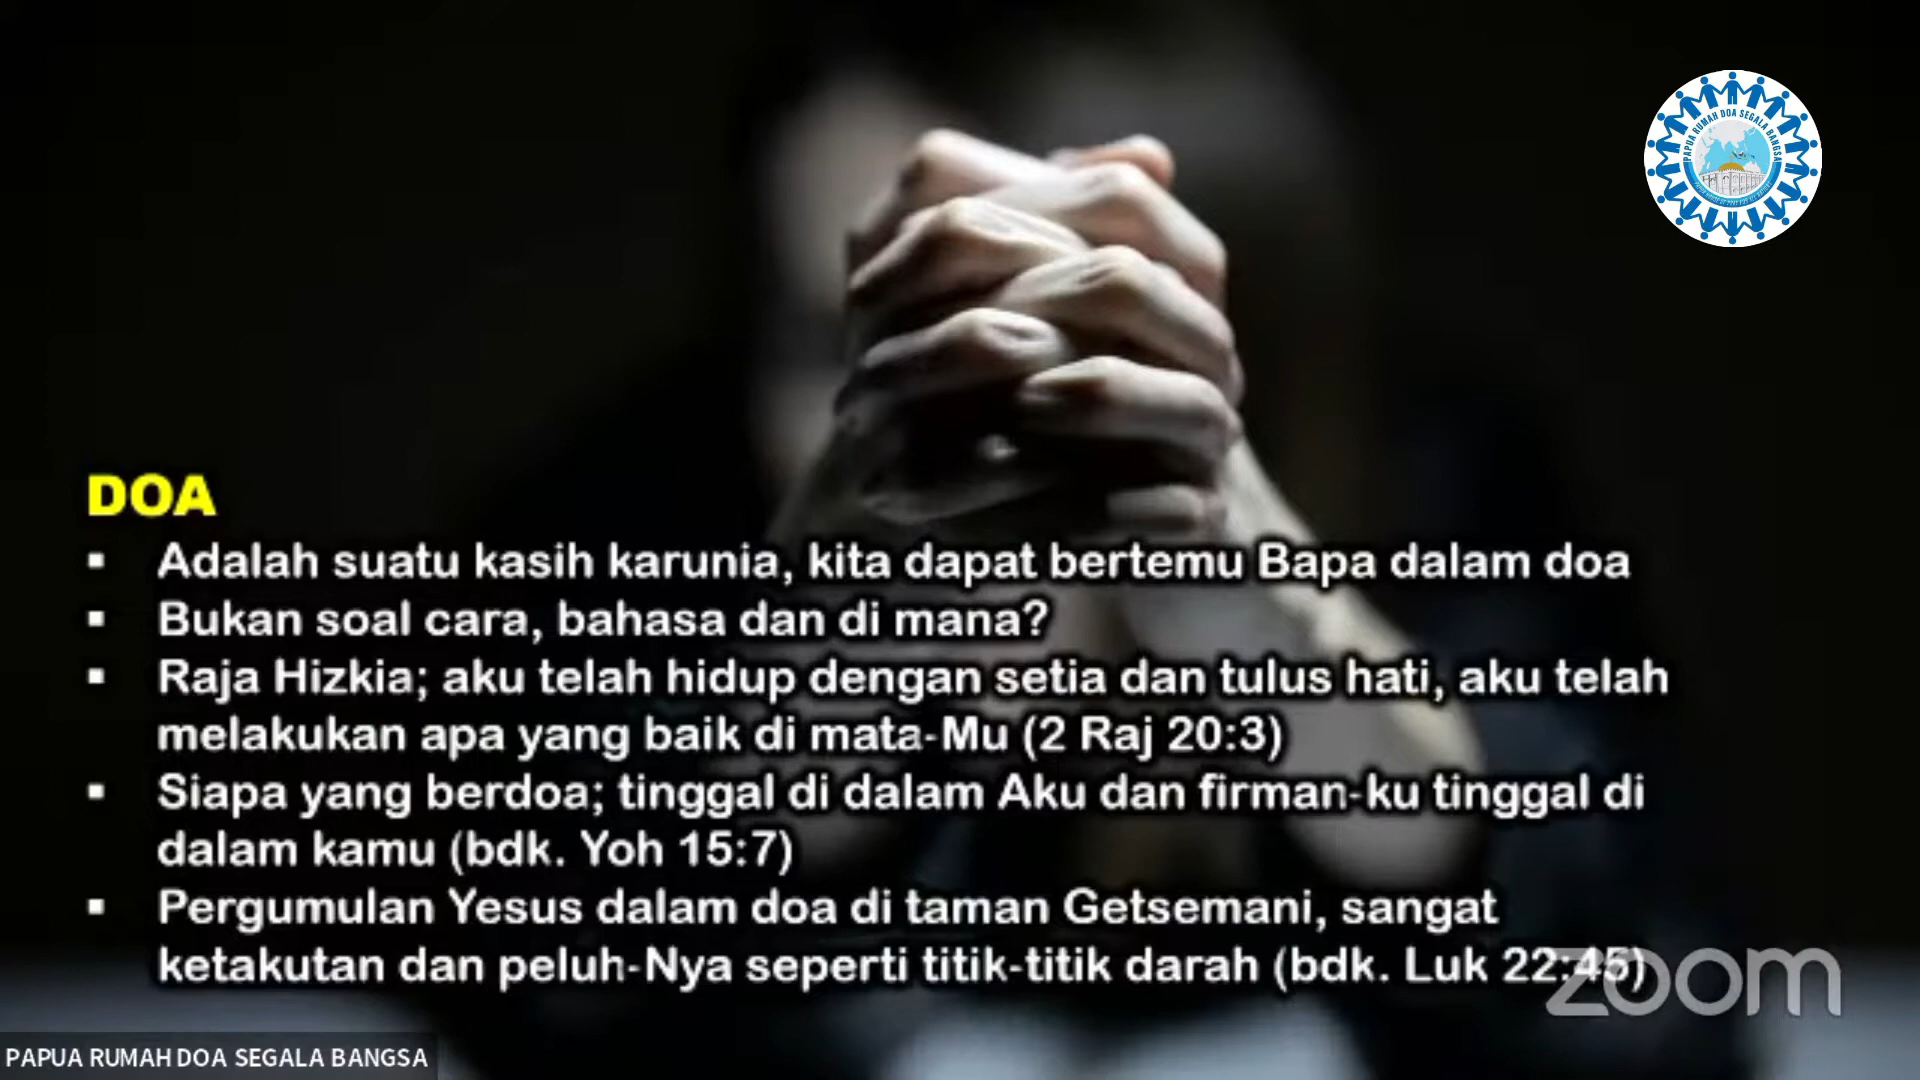 PAPUA RUMAH DOA SEGALA BANGSA
DOA
▪ Adalah suatu kasih karunia, kita dapat bertemu Bapa dalam doa
▪ Bukan soal cara, bahasa dan di mana?
▪ Raja Hizkia; aku telah hidup dengan setia dan tulus hati, aku telah
melakukan apa yang baik di mata-Mu (2 Raj 20:3)
▪ Siapa yang berdoa; tinggal di dalam Aku dan firman-ku tinggal di
dalam kamu (bdk. Yoh 15:7)
▪ Pergumulan Yesus dalam doa di taman Getsemani, sangat
ketakutan dan peluh-Nya seperti titik-titik darah (bdk. Luk 22:45)
zoom
PAPUA RUMAH DOA SEGALA BANGSA